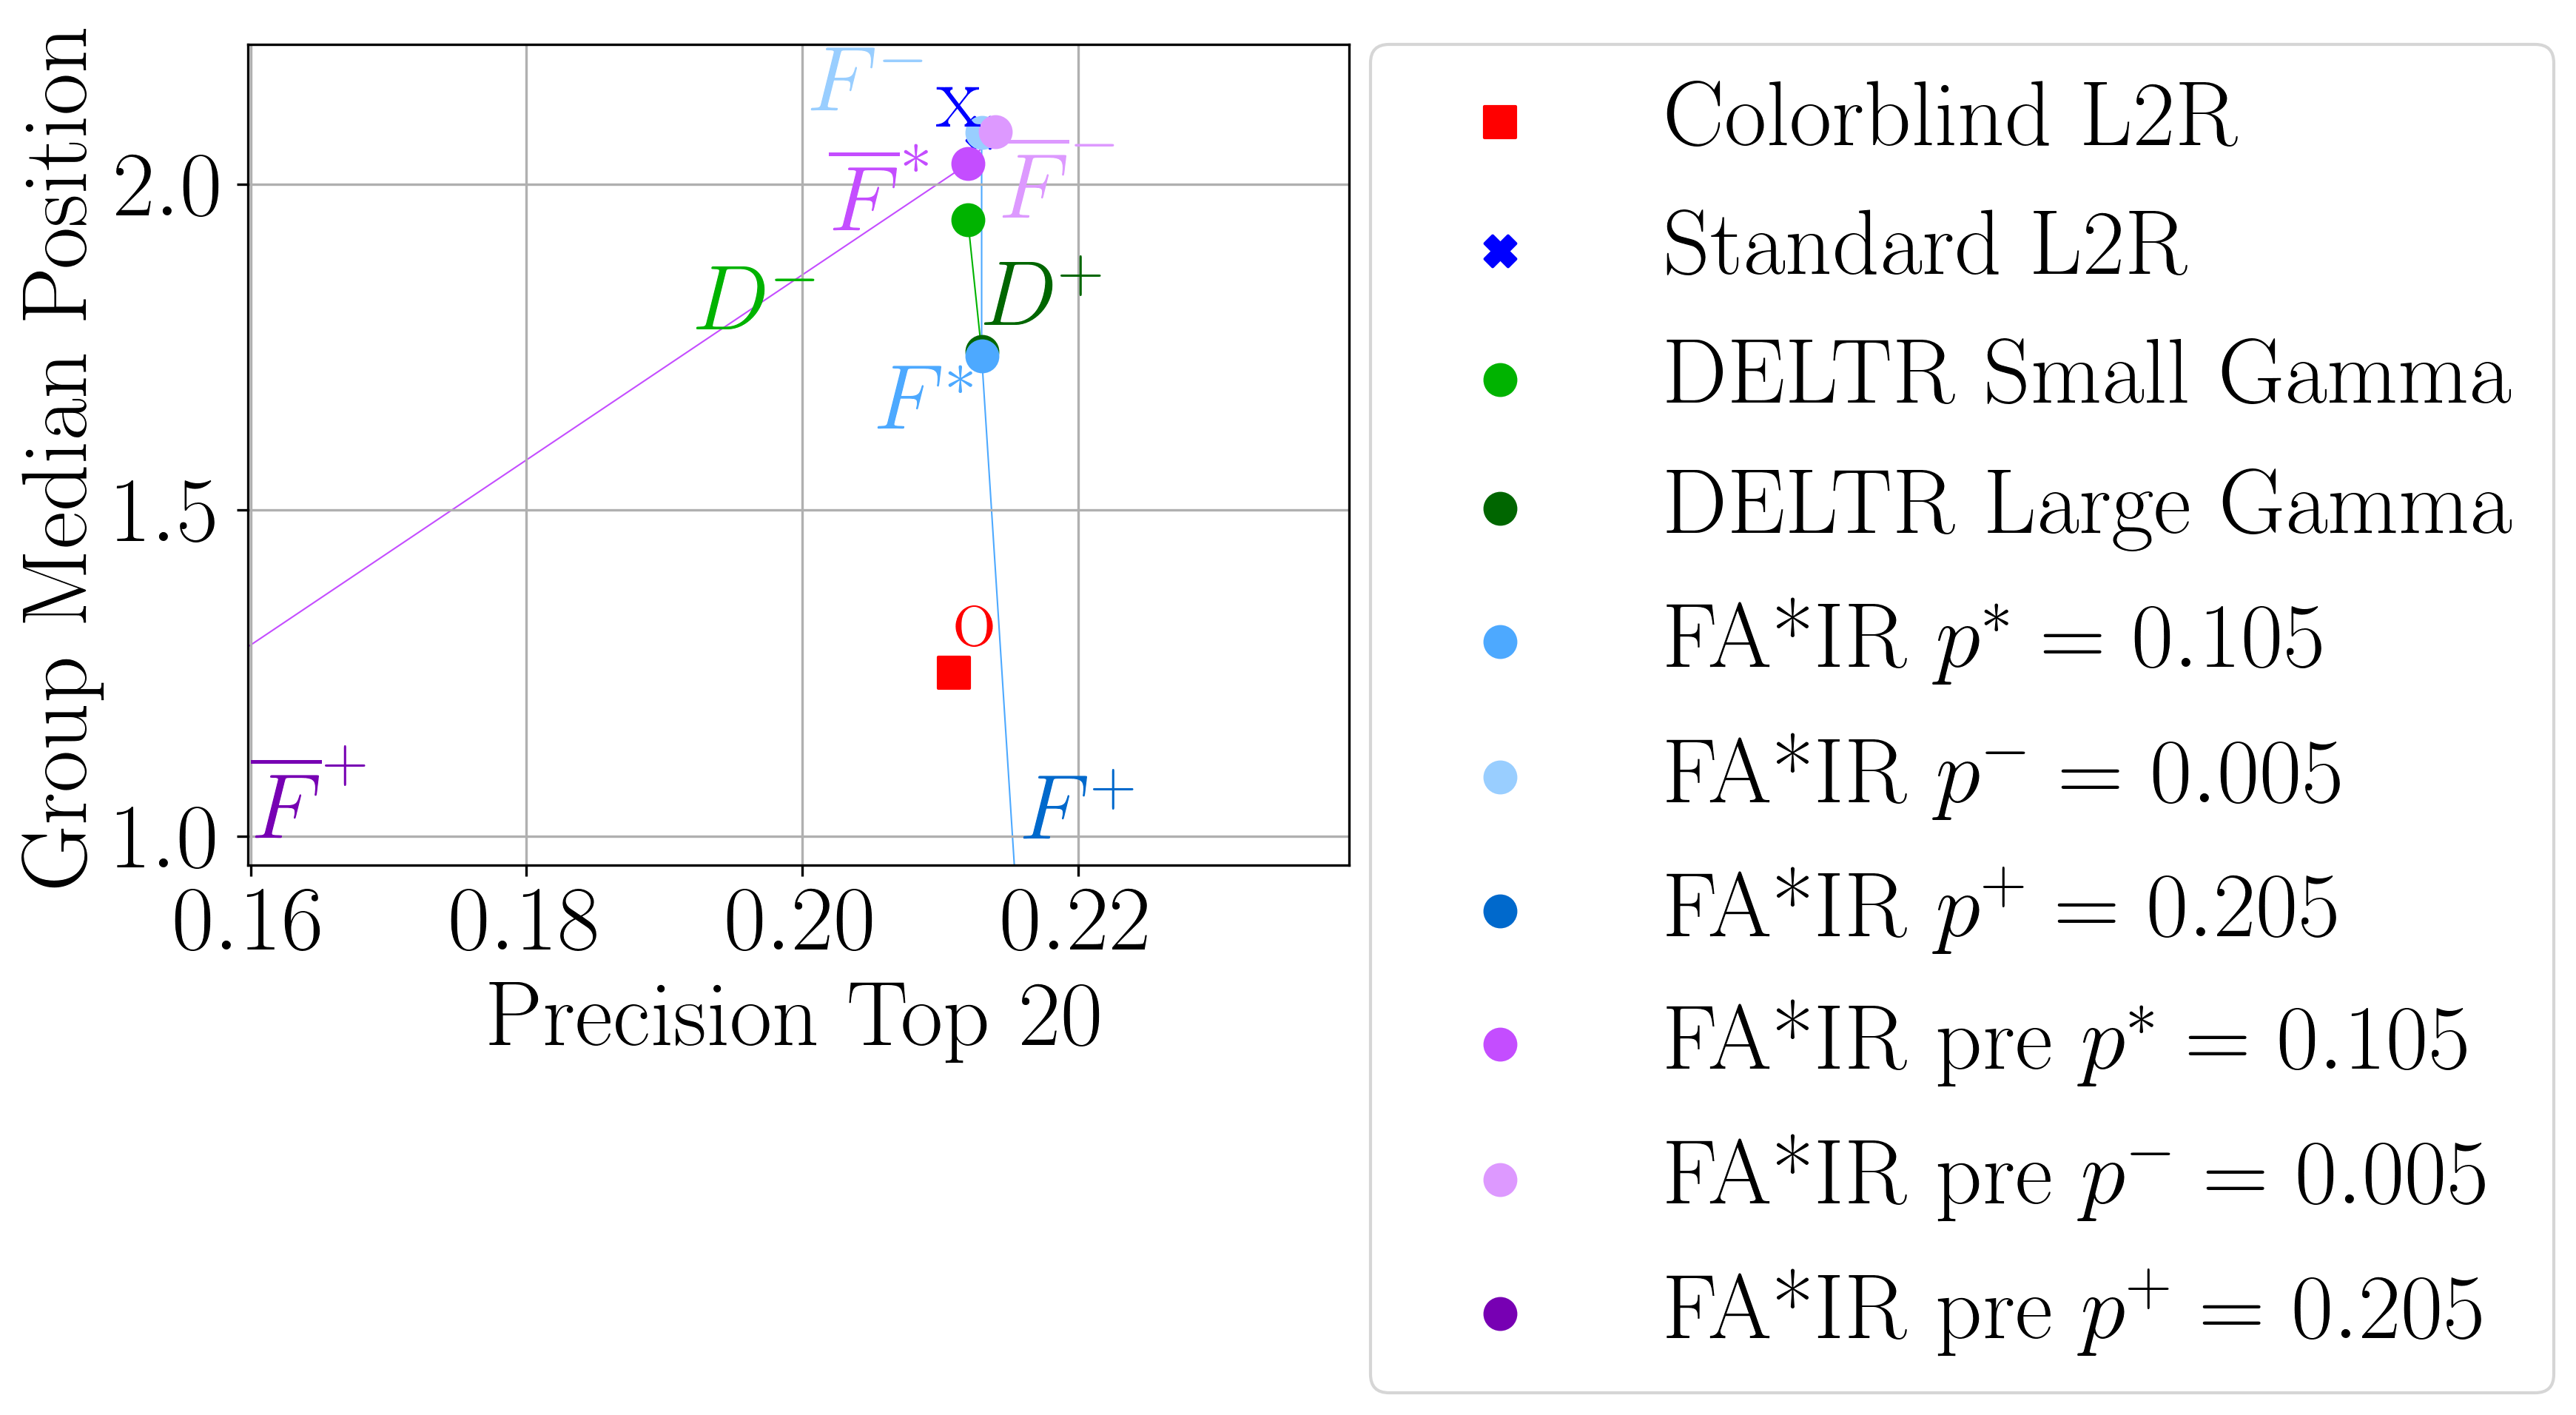 Group Median Position
2.0
1.5
1.0
0.16 0.18 0.20 0.22
Precision Top 20
F⁻
X
F̅*
F̅⁻
D⁻
D⁺
F*
O
F̅⁺
F⁺
Colorblind L2R
Standard L2R
DELTR Small Gamma
DELTR Large Gamma
FA*IR p* = 0.105
FA*IR p⁻ = 0.005
FA*IR p⁺ = 0.205
FA*IR pre p* = 0.105
FA*IR pre p⁻ = 0.005
FA*IR pre p⁺ = 0.205